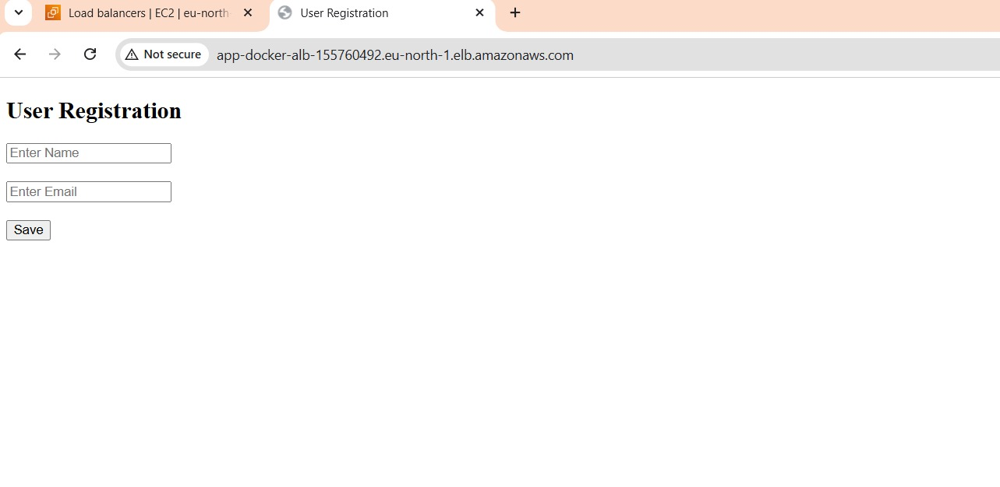 Load balancers | EC2 | eu-north
User Registration
Not secure
app-docker-alb-155760492.eu-north-1.elb.amazonaws.com
User Registration
Enter Name
Enter Email
Save